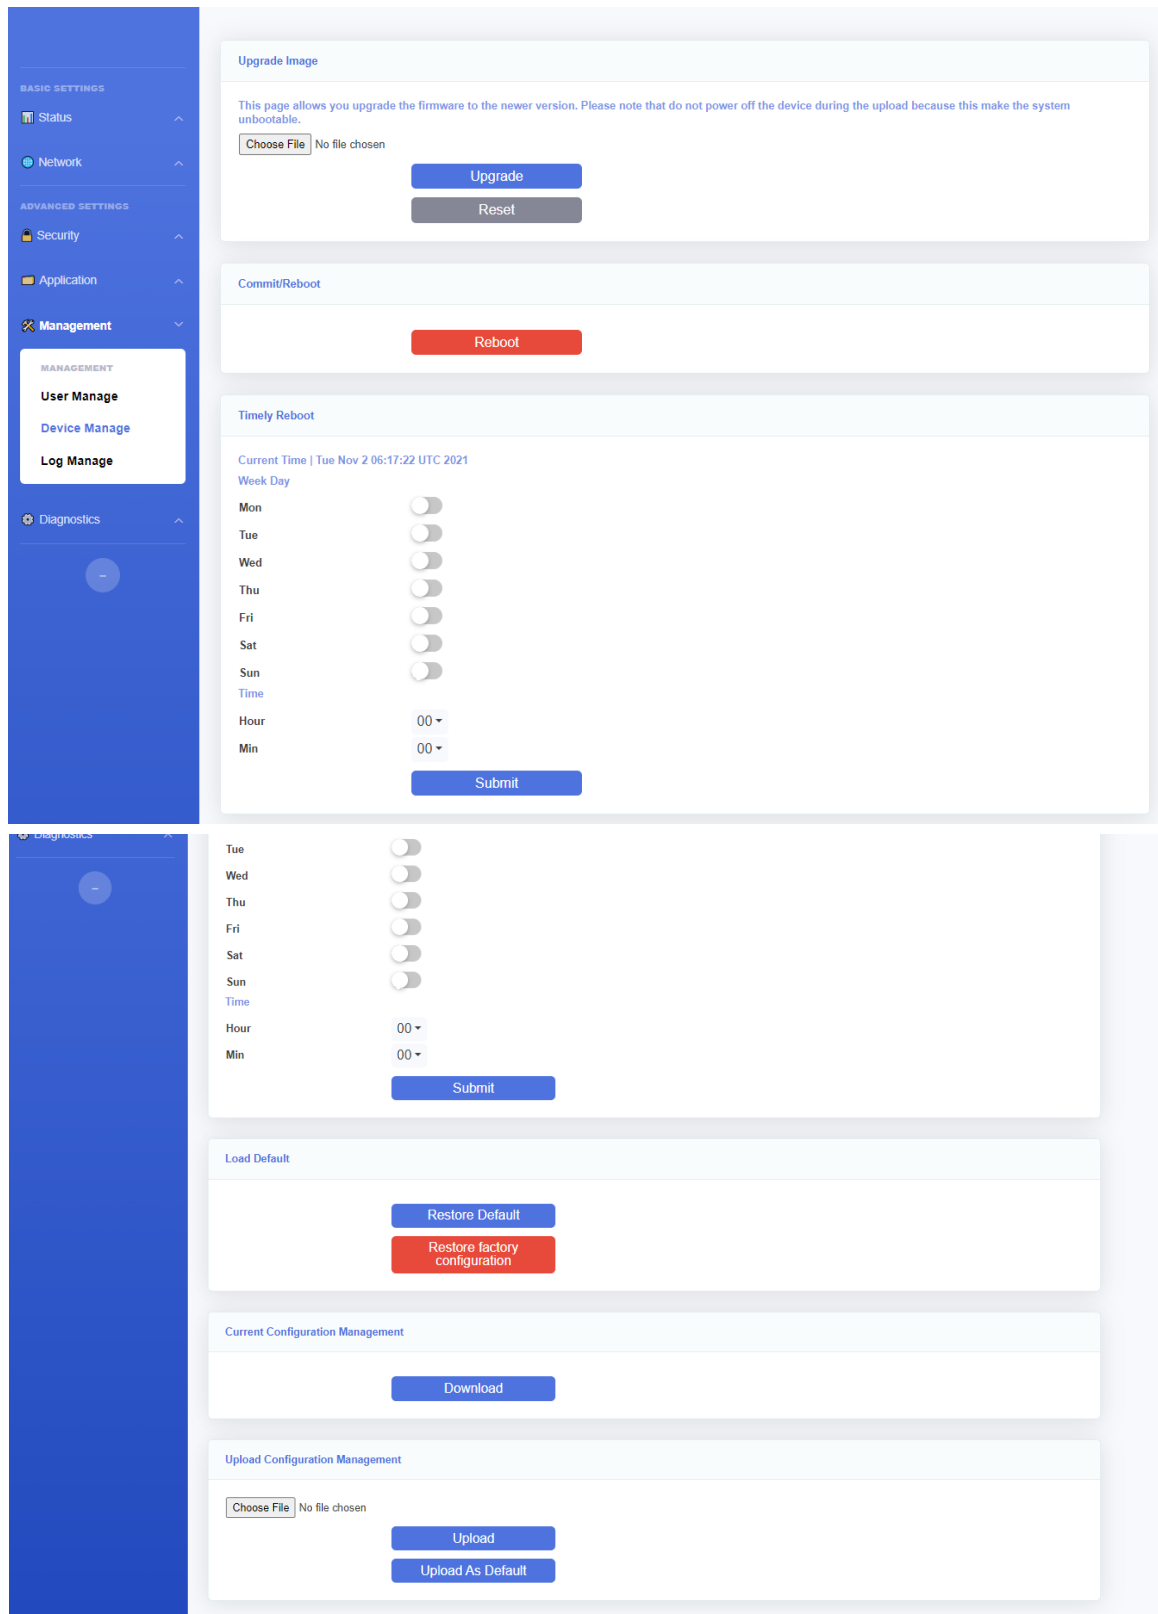 BASIC SETTINGS
Status
Network
ADVANCED SETTINGS
Security
Application
Management
MANAGEMENT
User Manage
Device Manage
Log Manage
Diagnostics
Upgrade Image
This page allows you upgrade the firmware to the newer version. Please note that do not power off the device during the upload because this make the system
unbootable.
Choose File No file chosen
Upgrade
Reset
Commit/Reboot
Reboot
Timely Reboot
Current Time | Tue Nov 2 06:17:22 UTC 2021
Week Day
Mon
Tue
Wed
Thu
Fri
Sat
Sun
Time
Hour 00
Min 00
Submit
Diagnostics
Tue
Wed
Thu
Fri
Sat
Sun
Time
Hour 00
Min 00
Submit
Load Default
Restore Default
Restore factory
configuration
Current Configuration Management
Download
Upload Configuration Management
Choose File No file chosen
Upload
Upload As Default